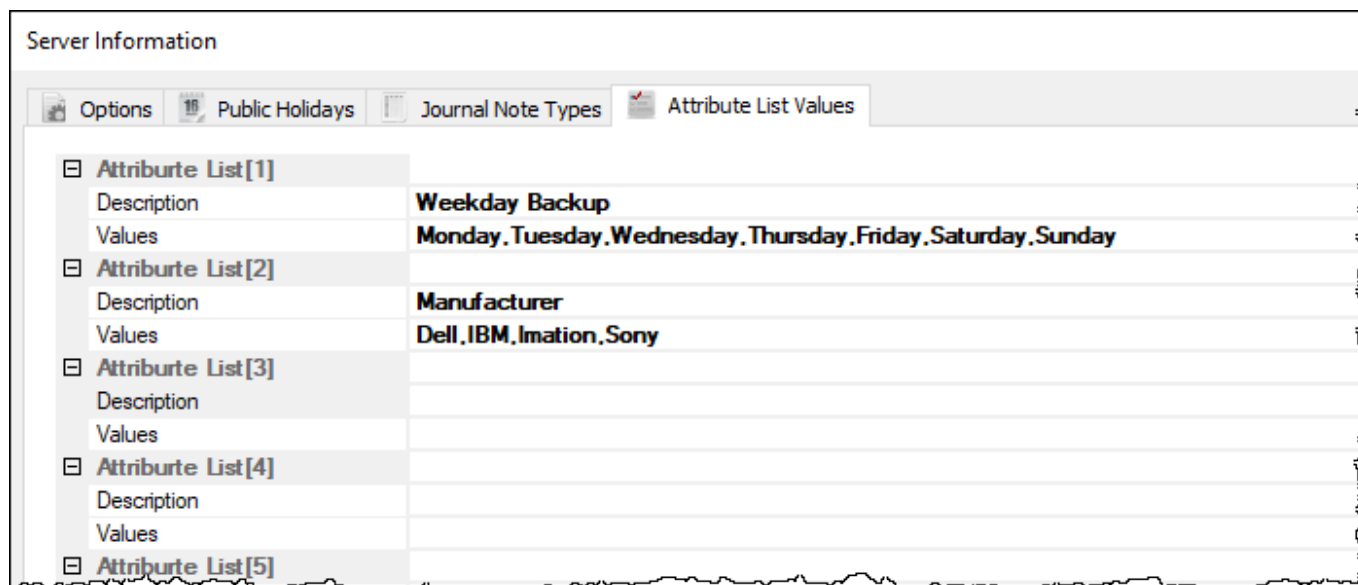 Server Information
Options Public Holidays Journal Note Types Attribute List Values
Attriburte List[1]
Description Weekday Backup
Values Monday,Tuesday,Wednesday,Thursday,Friday,Saturday,Sunday
Attriburte List[2]
Description Manufacturer
Values Dell,IBM,Imation,Sony
Attriburte List[3]
Description
Values
Attriburte List[4]
Description
Values
Attriburte List[5]